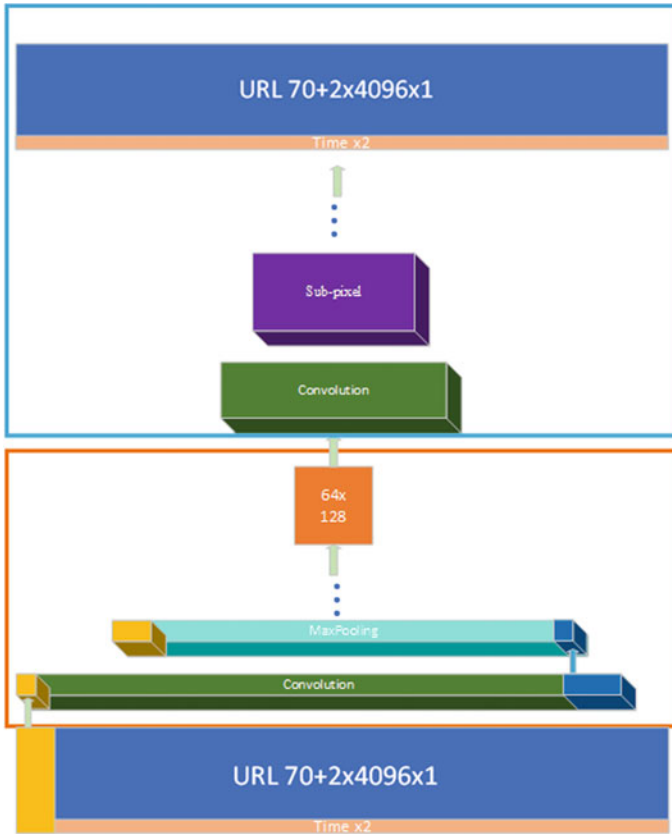 URL 70+2x4096x1
Time x2
Sub-pixel
Convolution
64x
128
MaxPooling
Convolution
URL 70+2x4096x1
Time x2